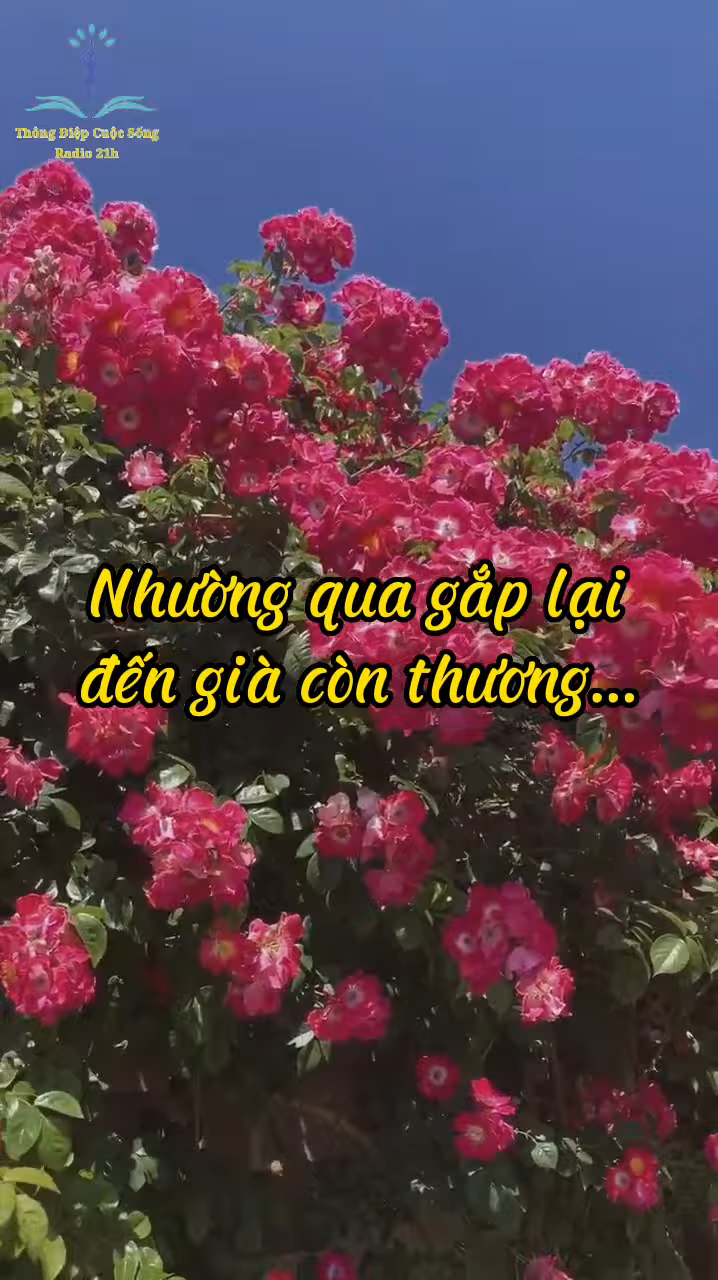 Thông Điệp Cuộc Sống
Radio 21h
Nhường qua gắp lại
đến già còn thương...